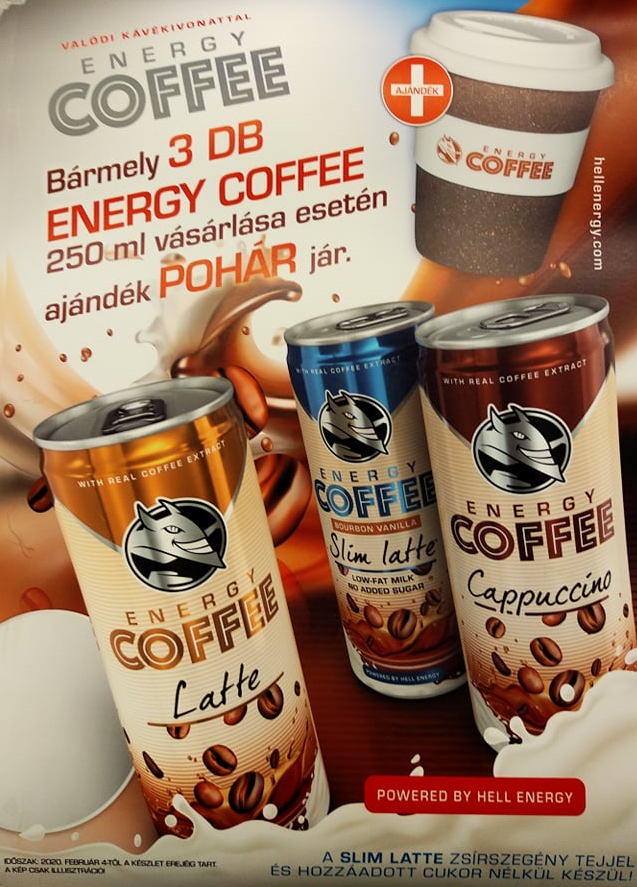 VALÓDI KÁVÉKIVONATTAL
ENERGY
COFFEE
Bármely 3 DB
ENERGY COFFEE
250 ml vásárlása esetén
ajándék POHÁR jár.
AJÁNDÉK
ENERGY
COFFEE
hellenergy.com
WITH REAL COFFEE EXTRACT
ENERGY
COFFEE
BOURBON VANILLA
Slim latte
LOW-FAT MILK
NO ADDED SUGAR
POWERED BY HELL ENERGY
WITH REAL COFFEE EXTRACT
ENERGY
COFFEE
Cappuccino
WITH REAL COFFEE EXTRACT
ENERGY
COFFEE
Latte
POWERED BY HELL ENERGY
IDŐSZAK: 2020. FEBRUÁR 4-TŐL A KÉSZLET EREJÉIG TART.
A KÉP CSAK ILLUSZTRÁCIÓ!
A SLIM LATTE ZSÍRSZEGÉNY TEJJEL
ÉS HOZZÁADOTT CUKOR NÉLKÜL KÉSZÜL!